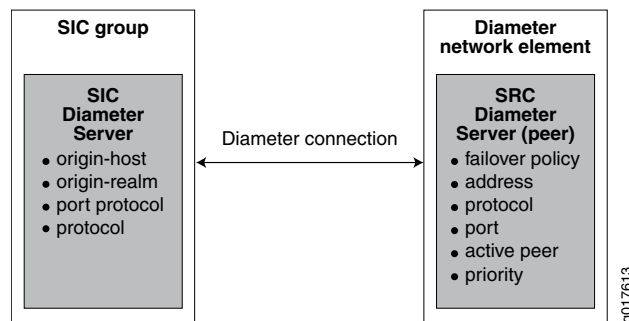 SIC group
SIC
Diameter
Server
• origin-host
• origin-realm
• port protocol
• protocol
Diameter connection
Diameter
network element
SRC
Diameter
Server (peer)
• failover policy
• address
• protocol
• port
• active peer
• priority
g017613